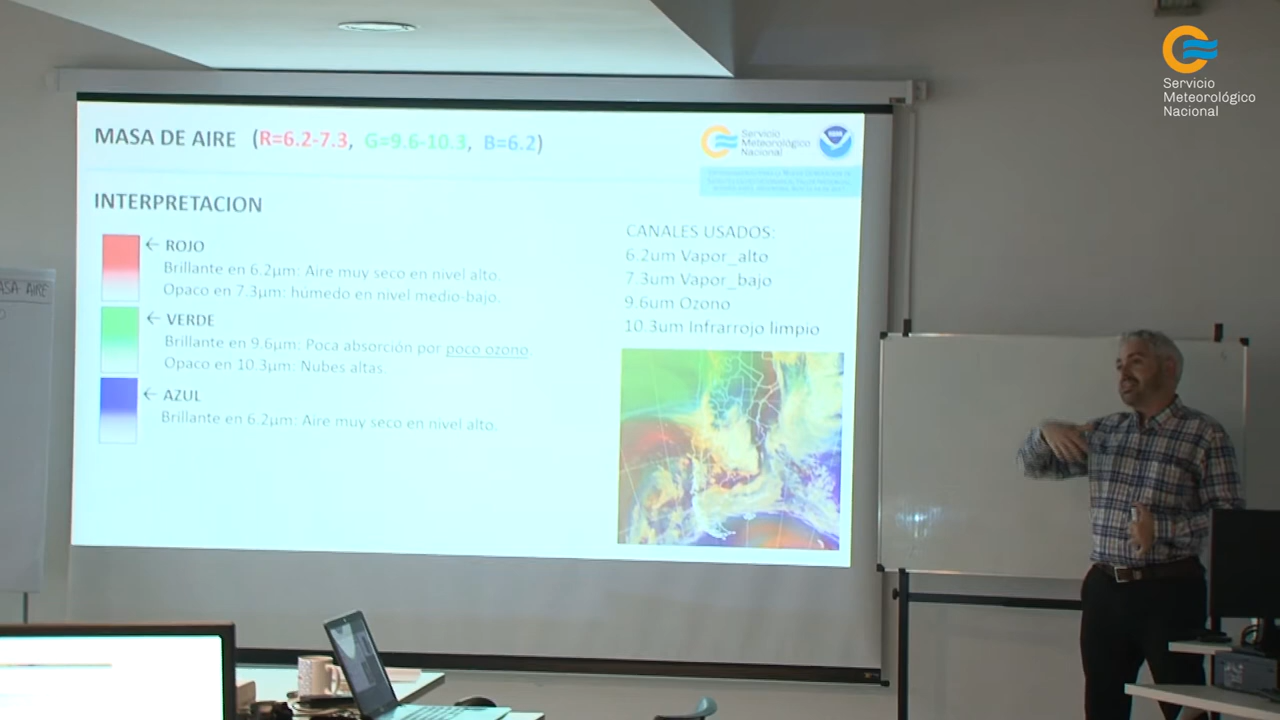 Servicio
Meteorológico
Nacional
MASA DE AIRE (R=6.2-7.3, G=9.6-10.3, B=6.2)
Servicio
Meteorológico
Nacional
INTERPRETACION
← ROJO
Brillante en 6.2µm: Aire muy seco en nivel alto.
Opaco en 7.3µm: húmedo en nivel medio-bajo.
← VERDE
Brillante en 9.6µm: Poca absorción por poco ozono.
Opaco en 10.3µm: Nubes altas.
← AZUL
Brillante en 6.2µm: Aire muy seco en nivel alto.
CANALES USADOS:
6.2um Vapor_alto
7.3um Vapor_bajo
9.6um Ozono
10.3um Infrarrojo limpio
AIRE